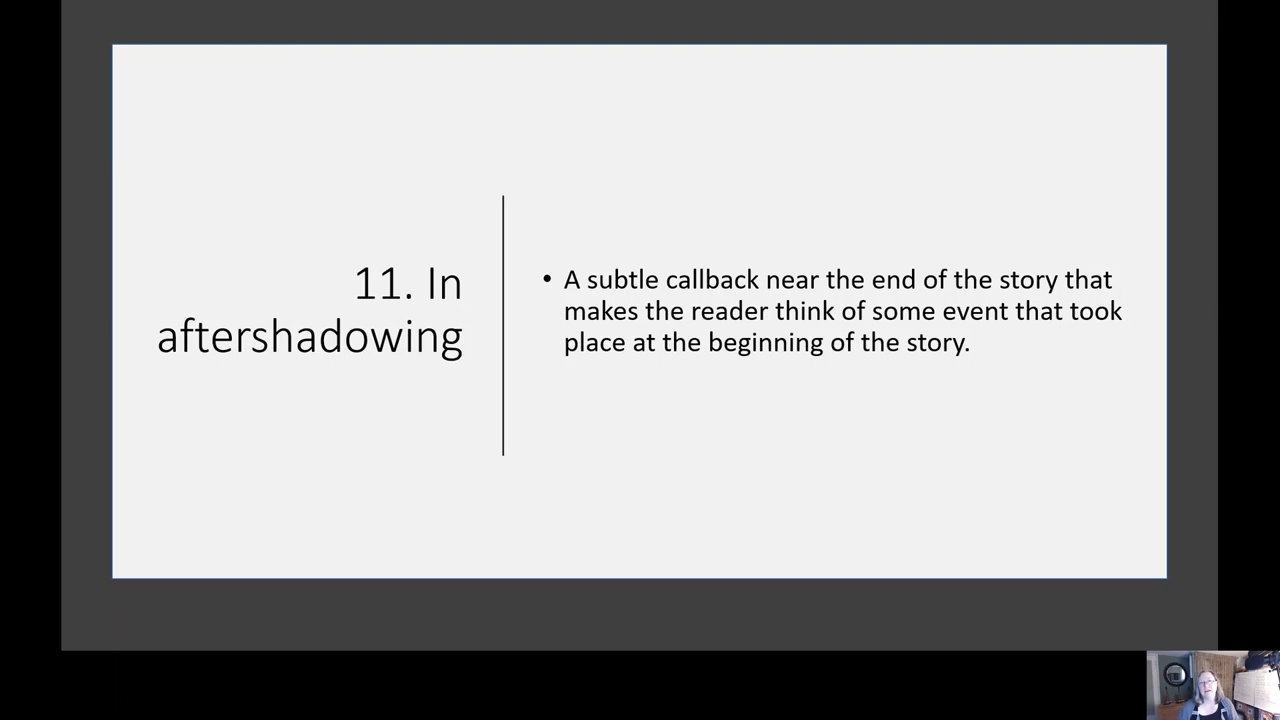 11. In
aftershadowing
• A subtle callback near the end of the story that
makes the reader think of some event that took
place at the beginning of the story.